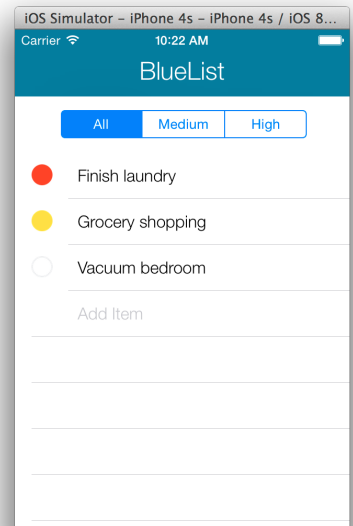 iOS Simulator – iPhone 4s – iPhone 4s / iOS 8...
Carrier 10:22 AM
BlueList
All Medium High
Finish laundry
Grocery shopping
Vacuum bedroom
Add Item